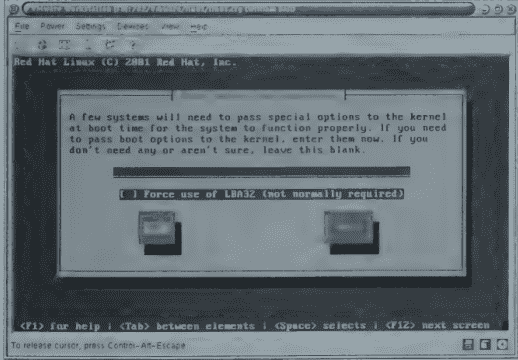 File Power Settings Devices View Help
Red Hat Linux (C) 2001 Red Hat, Inc.
A few systems will need to pass special options to the kernel
at boot time for the system to function properly. If you need
to pass boot options to the kernel, enter them now. If you
don't need any or aren't sure, leave this blank.
[ ] Force use of LBA32 (not normally required)
<F1> for help | <Tab> between elements | <Space> selects | <F12> next screen
To release cursor, press Control-Alt-Escape